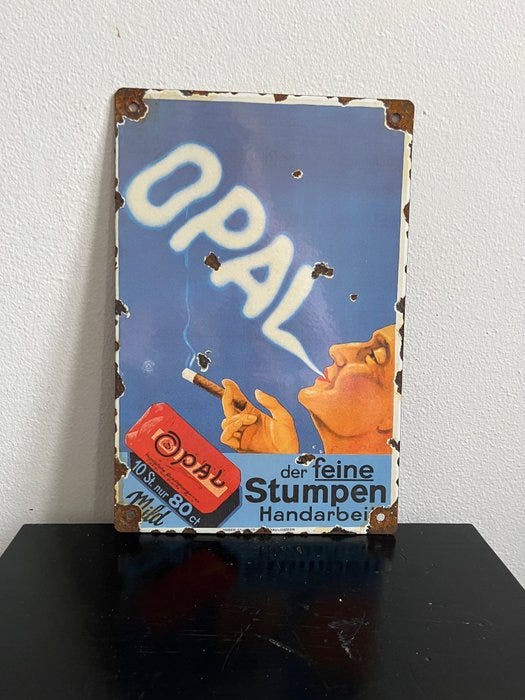 OPAL
OPAL
10 St. nur 80 ct
Mild
der feine
Stumpen
Handarbeit